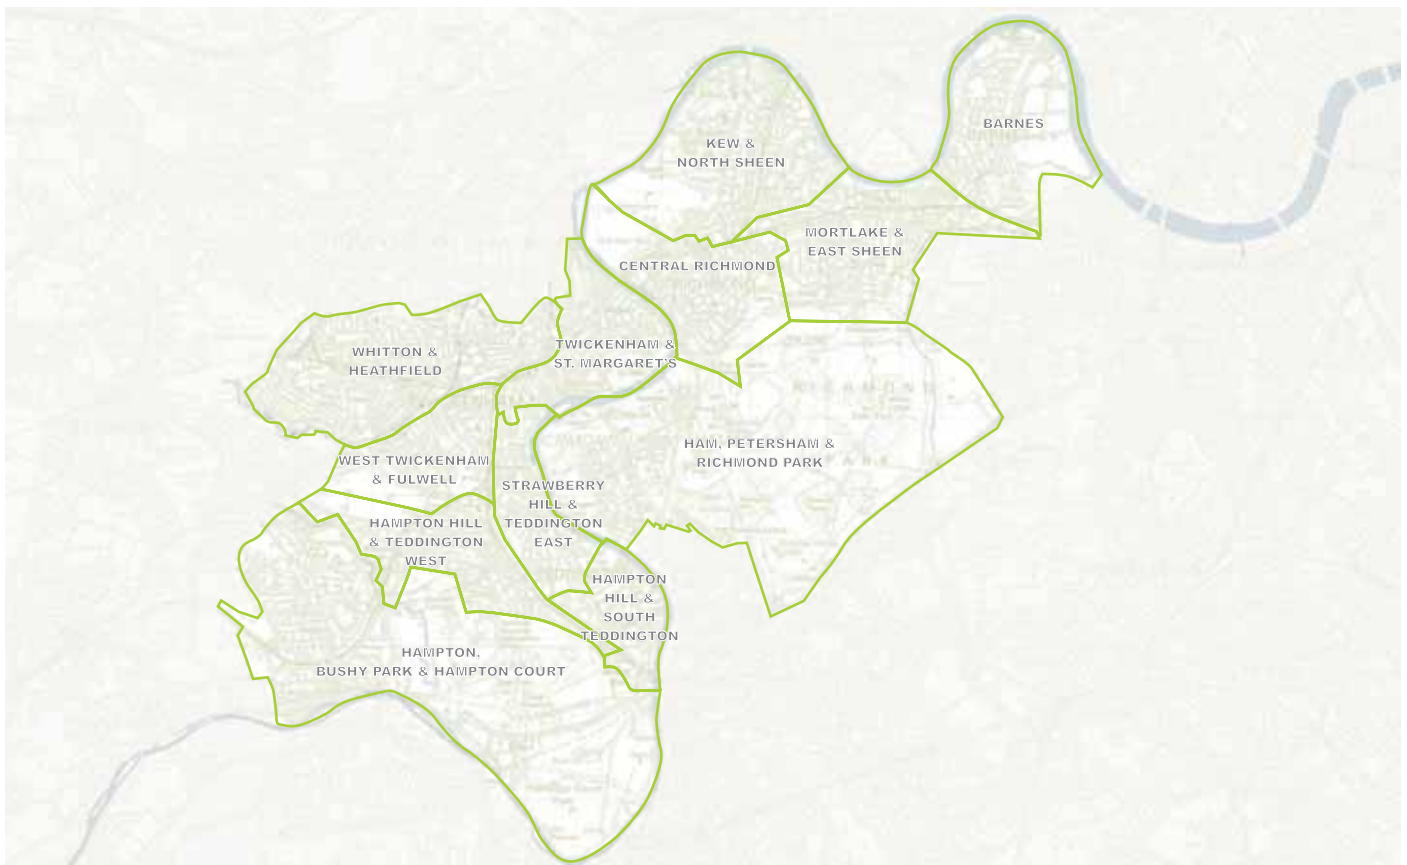 BARNES
KEW &
NORTH SHEEN
MORTLAKE &
EAST SHEEN
CENTRAL RICHMOND
TWICKENHAM &
ST. MARGARET'S
WHITTON &
HEATHFIELD
HAM, PETERSHAM &
RICHMOND PARK
WEST TWICKENHAM
& FULWELL
STRAWBERRY
HILL &
TEDDINGTON
EAST
HAMPTON HILL
& TEDDINGTON
WEST
HAMPTON
HILL &
SOUTH
TEDDINGTON
HAMPTON,
BUSHY PARK & HAMPTON COURT